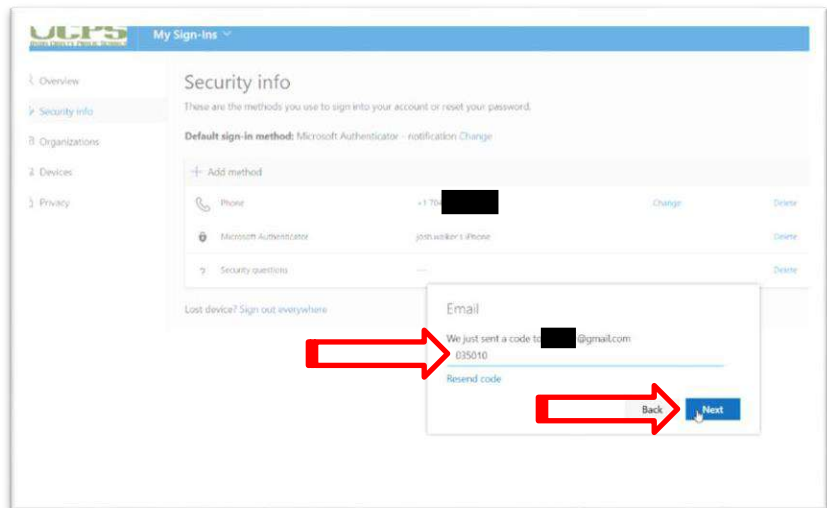 UCPS
My Sign-Ins
Overview
Security info
Security info
These are the methods you use to sign into your account or reset your password.
Organizations
Default sign-in method: Microsoft Authenticator - notification Change
Devices
+ Add method
Privacy
Phone +1 704 Change Delete
Microsoft Authenticator josh walker's iPhone Delete
Security questions Delete
Lost device? Sign out everywhere
Email
We just sent a code to @gmail.com
035010
Resend code
Back Next